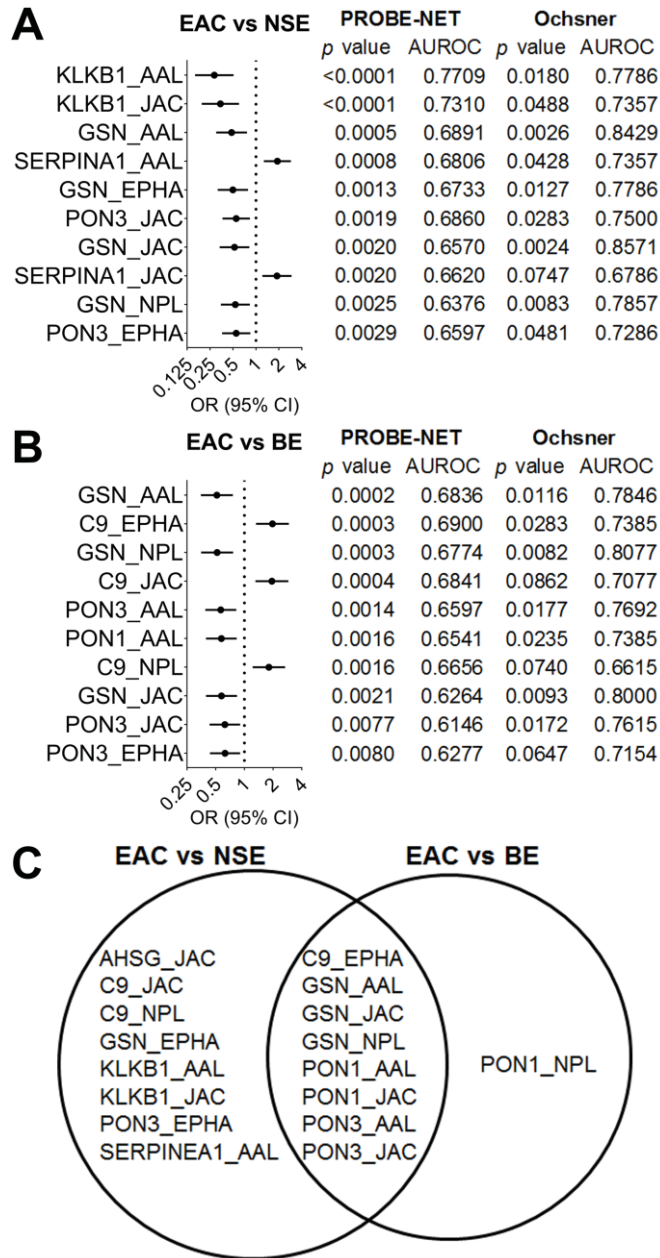 A
EAC vs NSE PROBE-NET Ochsner
p value AUROC p value AUROC
KLKB1_AAL <0.0001 0.7709 0.0180 0.7786
KLKB1_JAC <0.0001 0.7310 0.0488 0.7357
GSN_AAL 0.0005 0.6891 0.0026 0.8429
SERPINA1_AAL 0.0008 0.6806 0.0428 0.7357
GSN_EPHA 0.0013 0.6733 0.0127 0.7786
PON3_JAC 0.0019 0.6860 0.0283 0.7500
GSN_JAC 0.0020 0.6570 0.0024 0.8571
SERPINA1_JAC 0.0020 0.6620 0.0747 0.6786
GSN_NPL 0.0025 0.6376 0.0083 0.7857
PON3_EPHA 0.0029 0.6597 0.0481 0.7286
0.125 0.25 0.5 1 2 4
OR (95% CI)
B
EAC vs BE PROBE-NET Ochsner
p value AUROC p value AUROC
GSN_AAL 0.0002 0.6836 0.0116 0.7846
C9_EPHA 0.0003 0.6900 0.0283 0.7385
GSN_NPL 0.0003 0.6774 0.0082 0.8077
C9_JAC 0.0004 0.6841 0.0862 0.7077
PON3_AAL 0.0014 0.6597 0.0177 0.7692
PON1_AAL 0.0016 0.6541 0.0235 0.7385
C9_NPL 0.0016 0.6656 0.0740 0.6615
GSN_JAC 0.0021 0.6264 0.0093 0.8000
PON3_JAC 0.0077 0.6146 0.0172 0.7615
PON3_EPHA 0.0080 0.6277 0.0647 0.7154
0.25 0.5 1 2 4
OR (95% CI)
C
EAC vs NSE EAC vs BE
AHSG_JAC
C9_JAC
C9_NPL
GSN_EPHA
KLKB1_AAL
KLKB1_JAC
PON3_EPHA
SERPINEA1_AAL
C9_EPHA
GSN_AAL
GSN_JAC
GSN_NPL
PON1_AAL
PON1_JAC
PON3_AAL
PON3_JAC
PON1_NPL